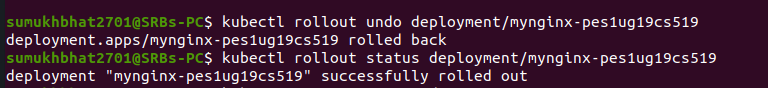 sumukhbhat2701@SRBs-PC$ kubectl rollout undo deployment/mynginx-pes1ug19cs519
deployment.apps/mynginx-pes1ug19cs519 rolled back
sumukhbhat2701@SRBs-PC$ kubectl rollout status deployment/mynginx-pes1ug19cs519
deployment "mynginx-pes1ug19cs519" successfully rolled out